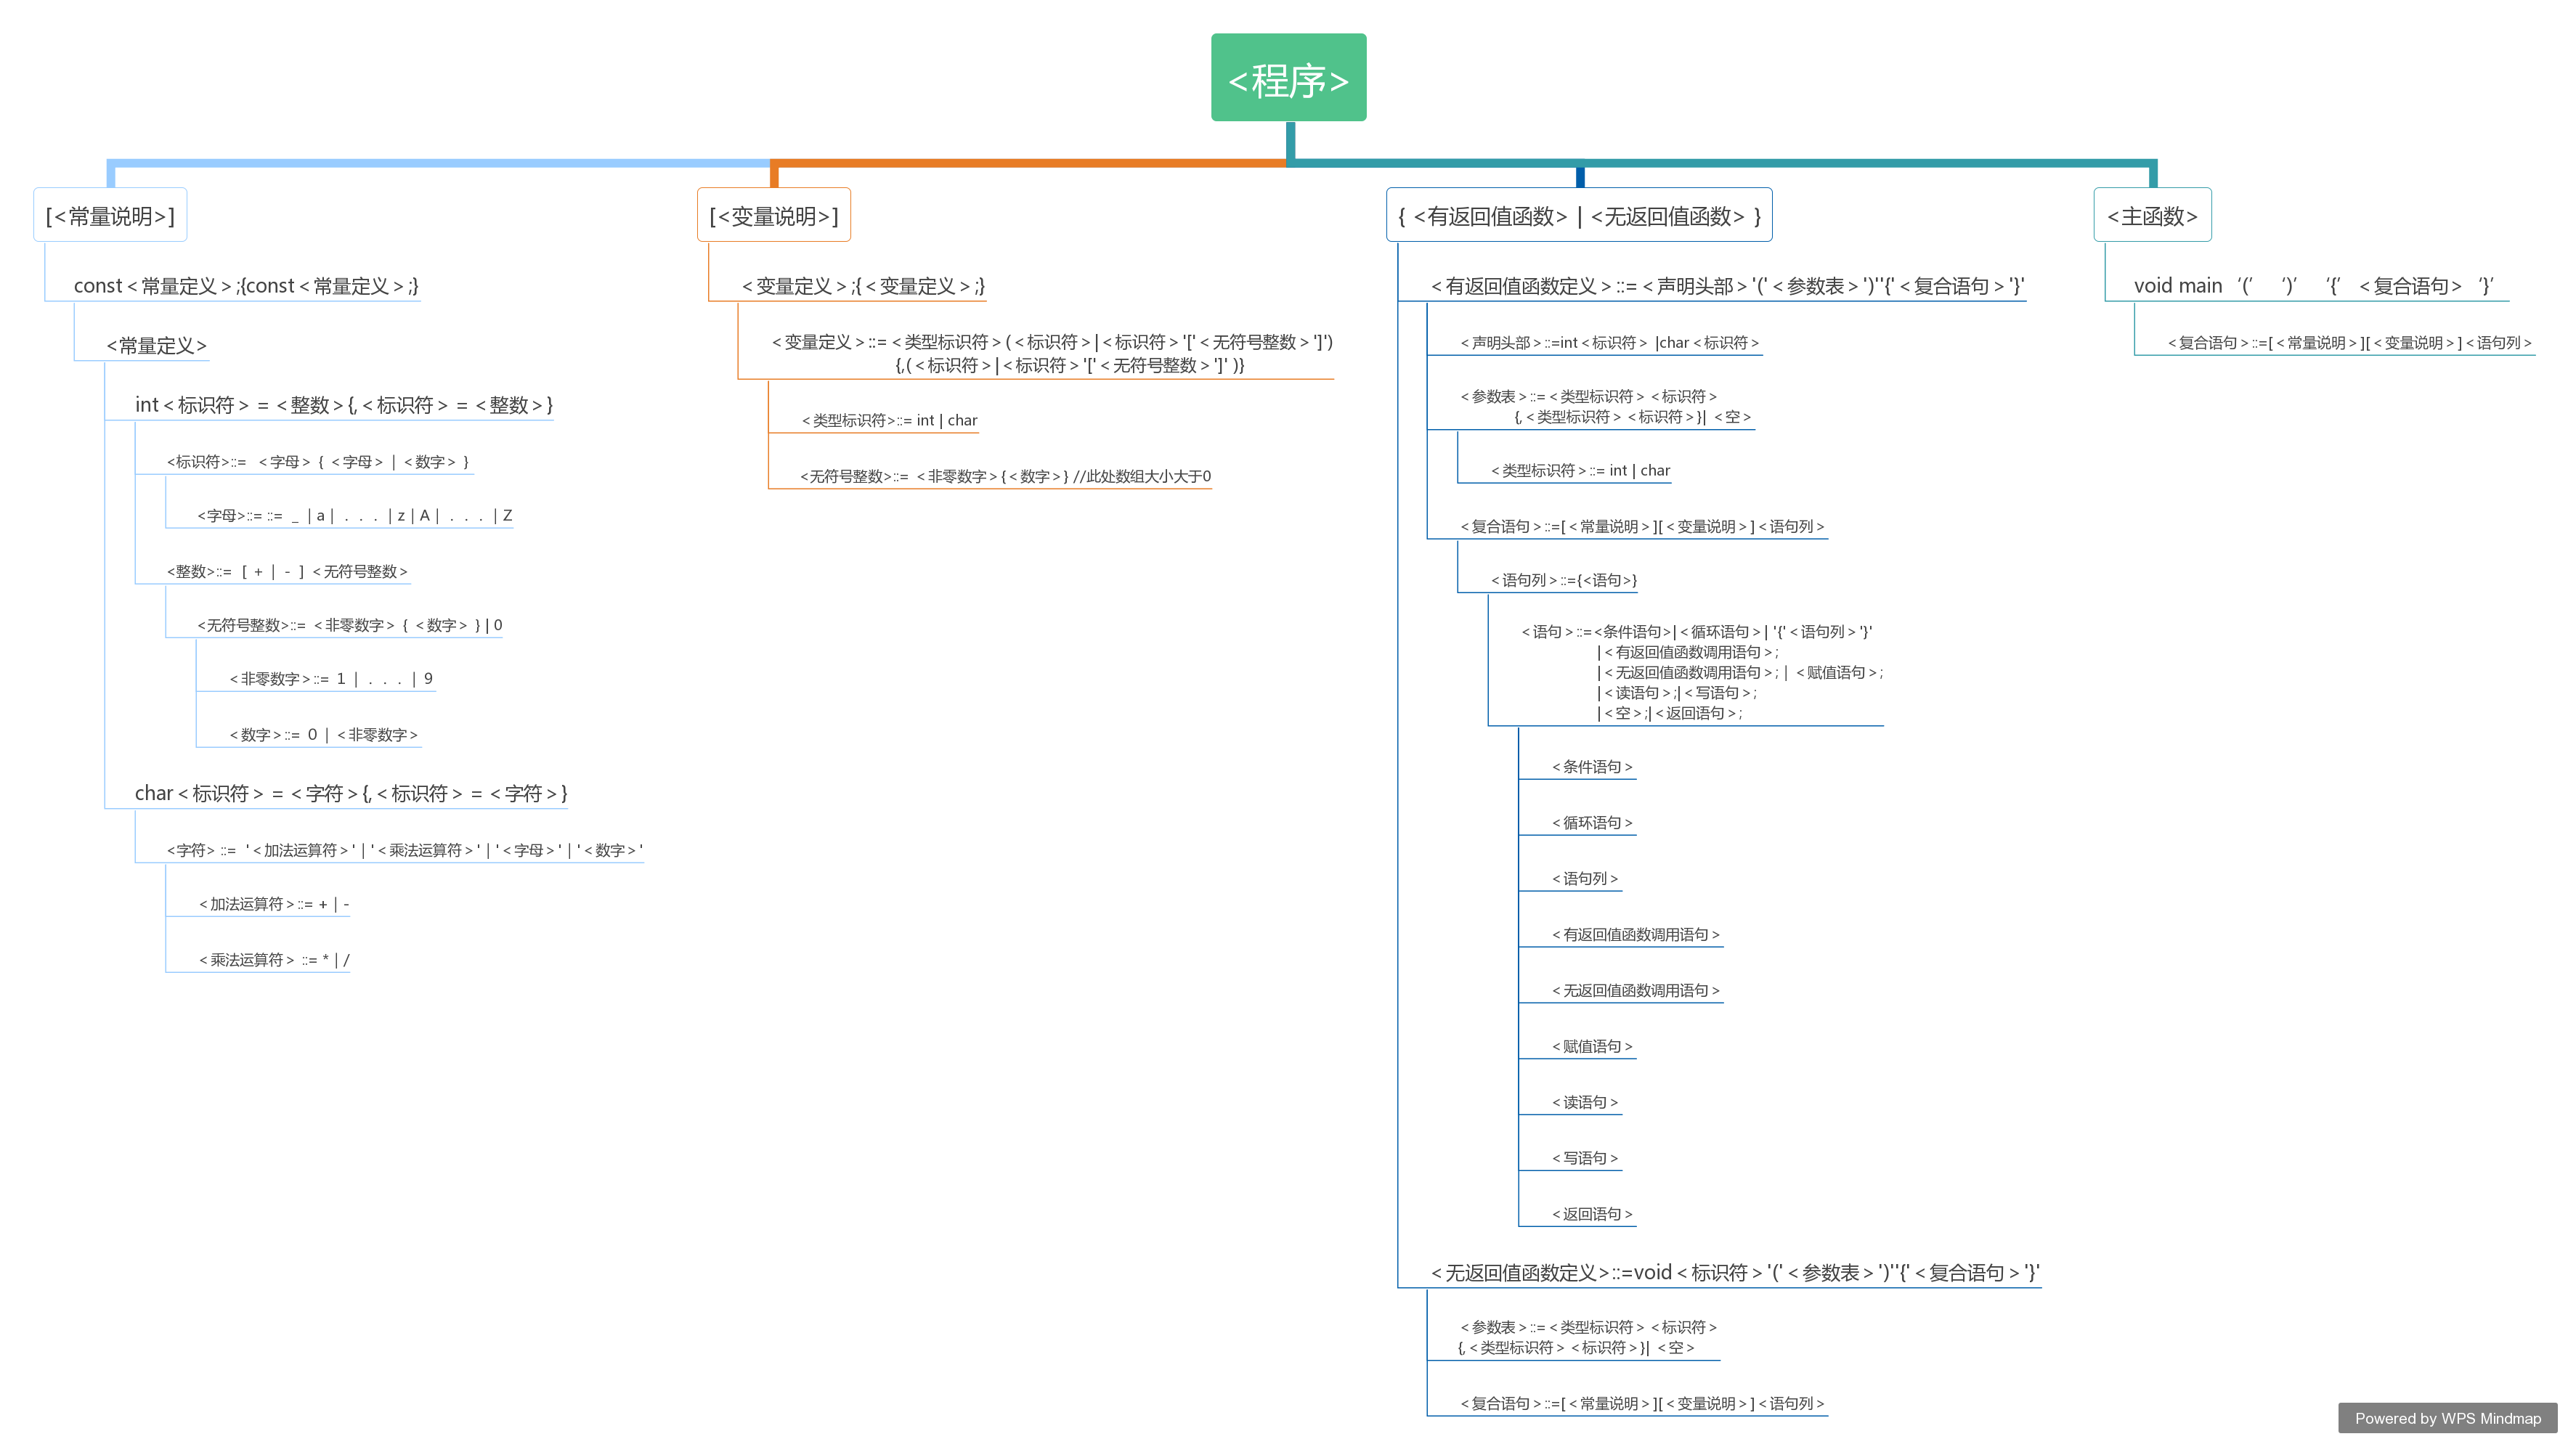 <程序>
[<常量说明>]
const＜常量定义＞;{const＜常量定义＞;}
<常量定义>
int＜标识符＞＝＜整数＞{,＜标识符＞＝＜整数＞}
<标识符>::= ＜字母＞｛＜字母＞｜＜数字＞｝
<字母>::= ::= ＿｜a｜．．．｜z｜A｜．．．｜Z
<整数>::= ［＋｜－］＜无符号整数＞
<无符号整数>::= ＜非零数字＞｛＜数字＞｝| 0
＜非零数字＞::= １｜．．．｜９
＜数字＞::= ０｜＜非零数字＞
char＜标识符＞＝＜字符＞{,＜标识符＞＝＜字符＞}
<字符> ::= '＜加法运算符＞'｜'＜乘法运算符＞'｜'＜字母＞'｜'＜数字＞'
＜加法运算符＞::= +｜-
＜乘法运算符＞ ::= *｜/
[<变量说明>]
＜变量定义＞;{＜变量定义＞;}
＜变量定义＞::=＜类型标识符＞(＜标识符＞|＜标识符＞'['＜无符号整数＞']')
{,(＜标识符＞|＜标识符＞'['＜无符号整数＞']' )}
＜类型标识符>::= int | char
<无符号整数>::= ＜非零数字＞{＜数字＞} //此处数组大小大于0
{ <有返回值函数> | <无返回值函数> }
＜有返回值函数定义＞::=＜声明头部＞'('＜参数表＞')''{'＜复合语句＞'}'
＜声明头部＞::=int＜标识符＞ |char＜标识符＞
＜参数表＞::=＜类型标识符＞＜标识符＞
{,＜类型标识符＞＜标识符＞}| ＜空＞
＜类型标识符＞::= int | char
＜复合语句＞::=[＜常量说明＞][＜变量说明＞]＜语句列＞
＜语句列＞::={<语句>}
＜语句＞::=<条件语句>|＜循环语句＞| '{'＜语句列＞'}'
|＜有返回值函数调用语句＞;
|＜无返回值函数调用语句＞;｜＜赋值语句＞;
|＜读语句＞;|＜写语句＞;
|＜空＞;|＜返回语句＞;
＜条件语句＞
＜循环语句＞
＜语句列＞
＜有返回值函数调用语句＞
＜无返回值函数调用语句＞
＜赋值语句＞
＜读语句＞
＜写语句＞
＜返回语句＞
＜无返回值函数定义>::=void＜标识符＞'('＜参数表＞')''{'＜复合语句＞'}'
＜参数表＞::=＜类型标识符＞＜标识符＞
{,＜类型标识符＞＜标识符＞}| ＜空＞
＜复合语句＞::=[＜常量说明＞][＜变量说明＞]＜语句列＞
<主函数>
void main‘(’ ‘)’ ‘{’ ＜复合语句＞ ‘}’
＜复合语句＞::=[＜常量说明＞][＜变量说明＞]＜语句列＞
Powered by WPS Mindmap